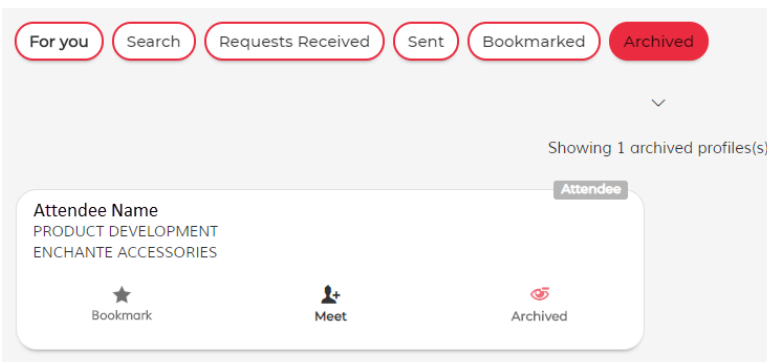 For you Search Requests Received Sent Bookmarked Archived
Showing 1 archived profiles(s)
Attendee
Attendee Name
PRODUCT DEVELOPMENT
ENCHANTE ACCESSORIES
Bookmark Meet Archived